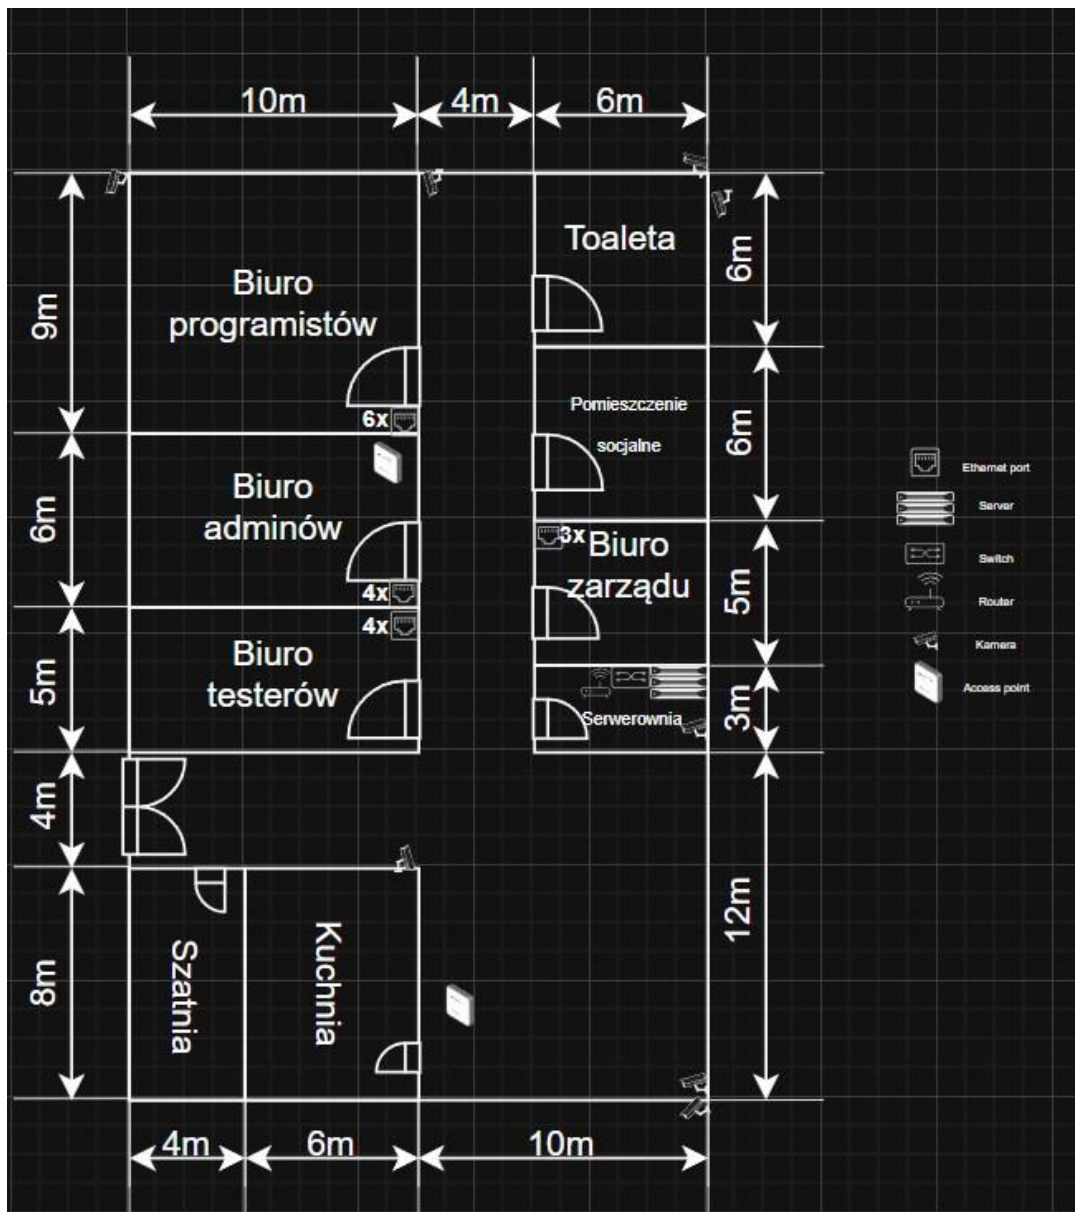 10m
4m
6m
Toaleta
6m
Biuro
programistów
9m
6x
Pomieszczenie
socjalne
6m
Biuro
adminów
6m
4x
3x
Biuro
zarządu
5m
4x
Biuro
testerów
5m
Serwerownia
3m
4m
Szatnia
Kuchnia
8m
12m
4m
6m
10m
Ethernet port
Server
Switch
Router
Kamera
Access point